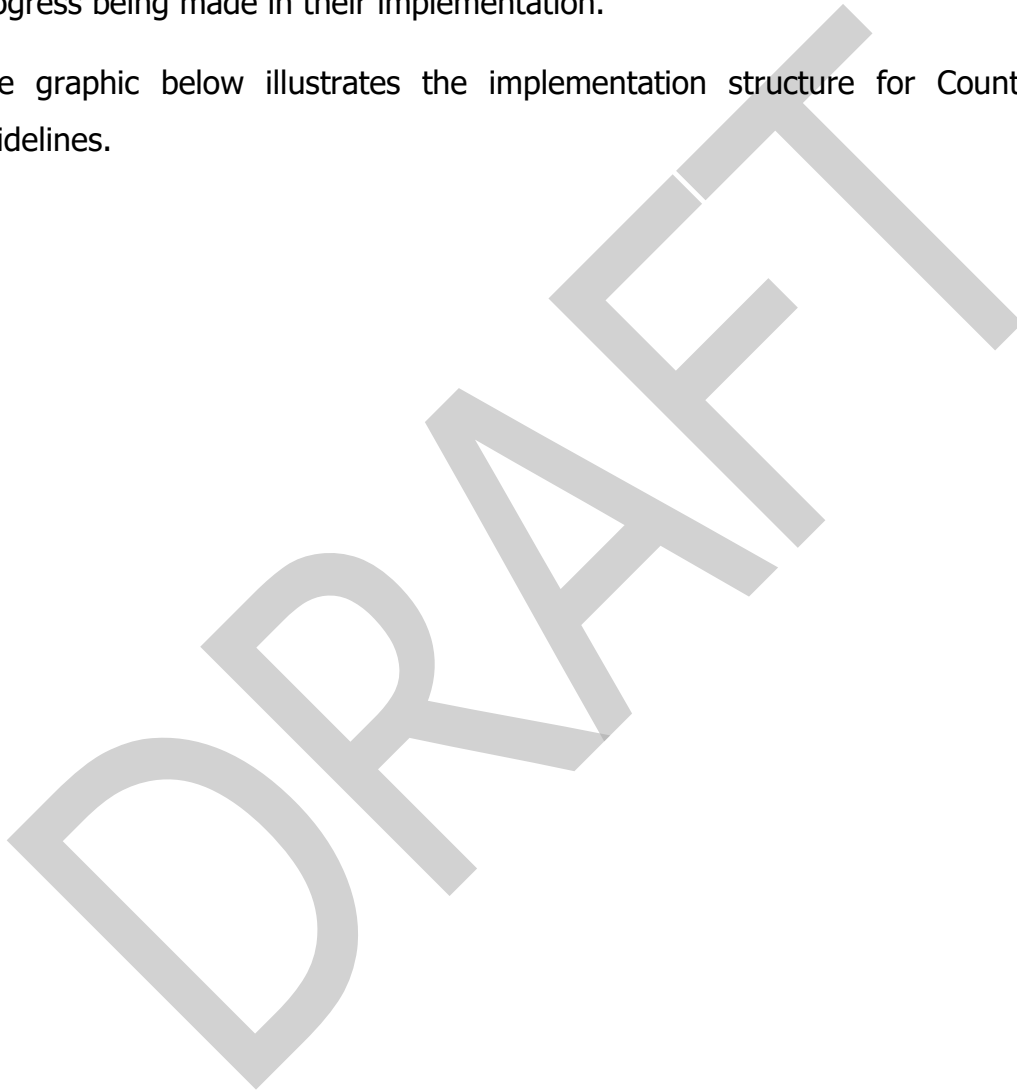 ogress being made in their implementation.
e graphic below illustrates the implementation structure for Count
idelines.
DRAFT